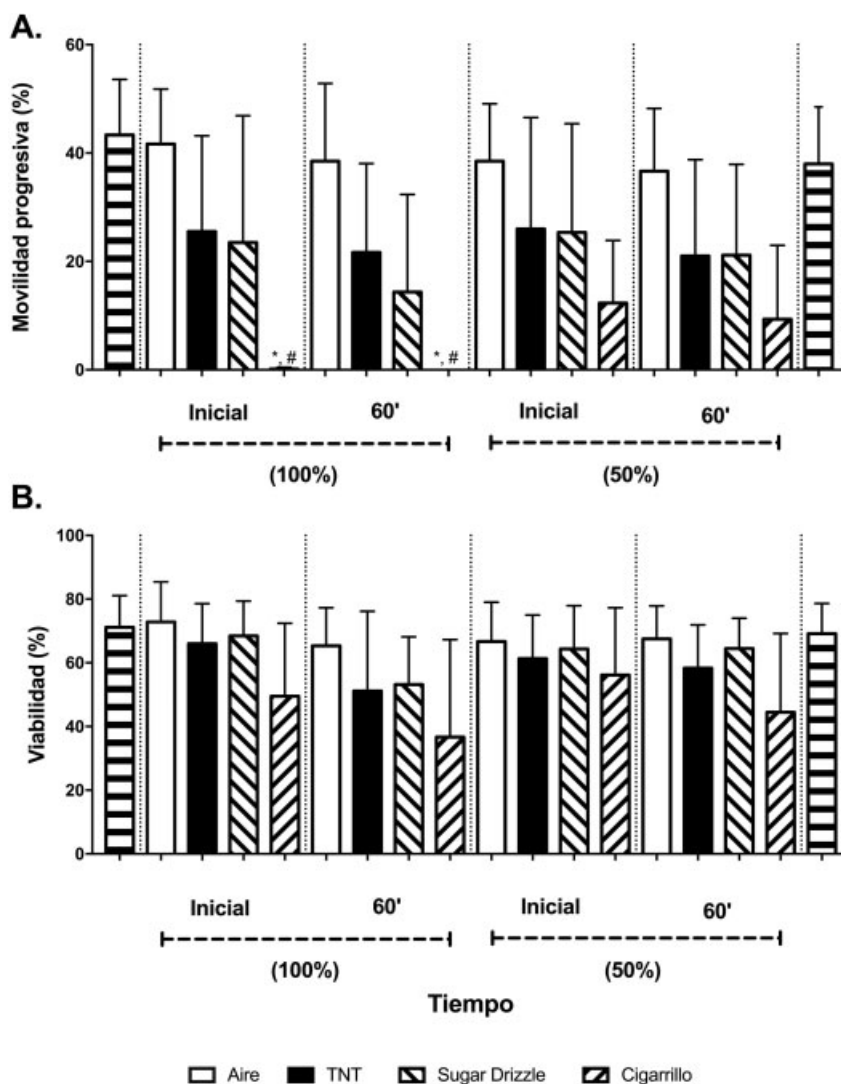 A.
Movilidad progresiva (%)
60
40
20
0
*, #
*, #
Inicial
60'
Inicial
60'
(100%)
(50%)
B.
Viabilidad (%)
100
80
60
40
20
0
Inicial
60'
Inicial
60'
(100%)
(50%)
Tiempo
Aire
TNT
Sugar Drizzle
Cigarrillo